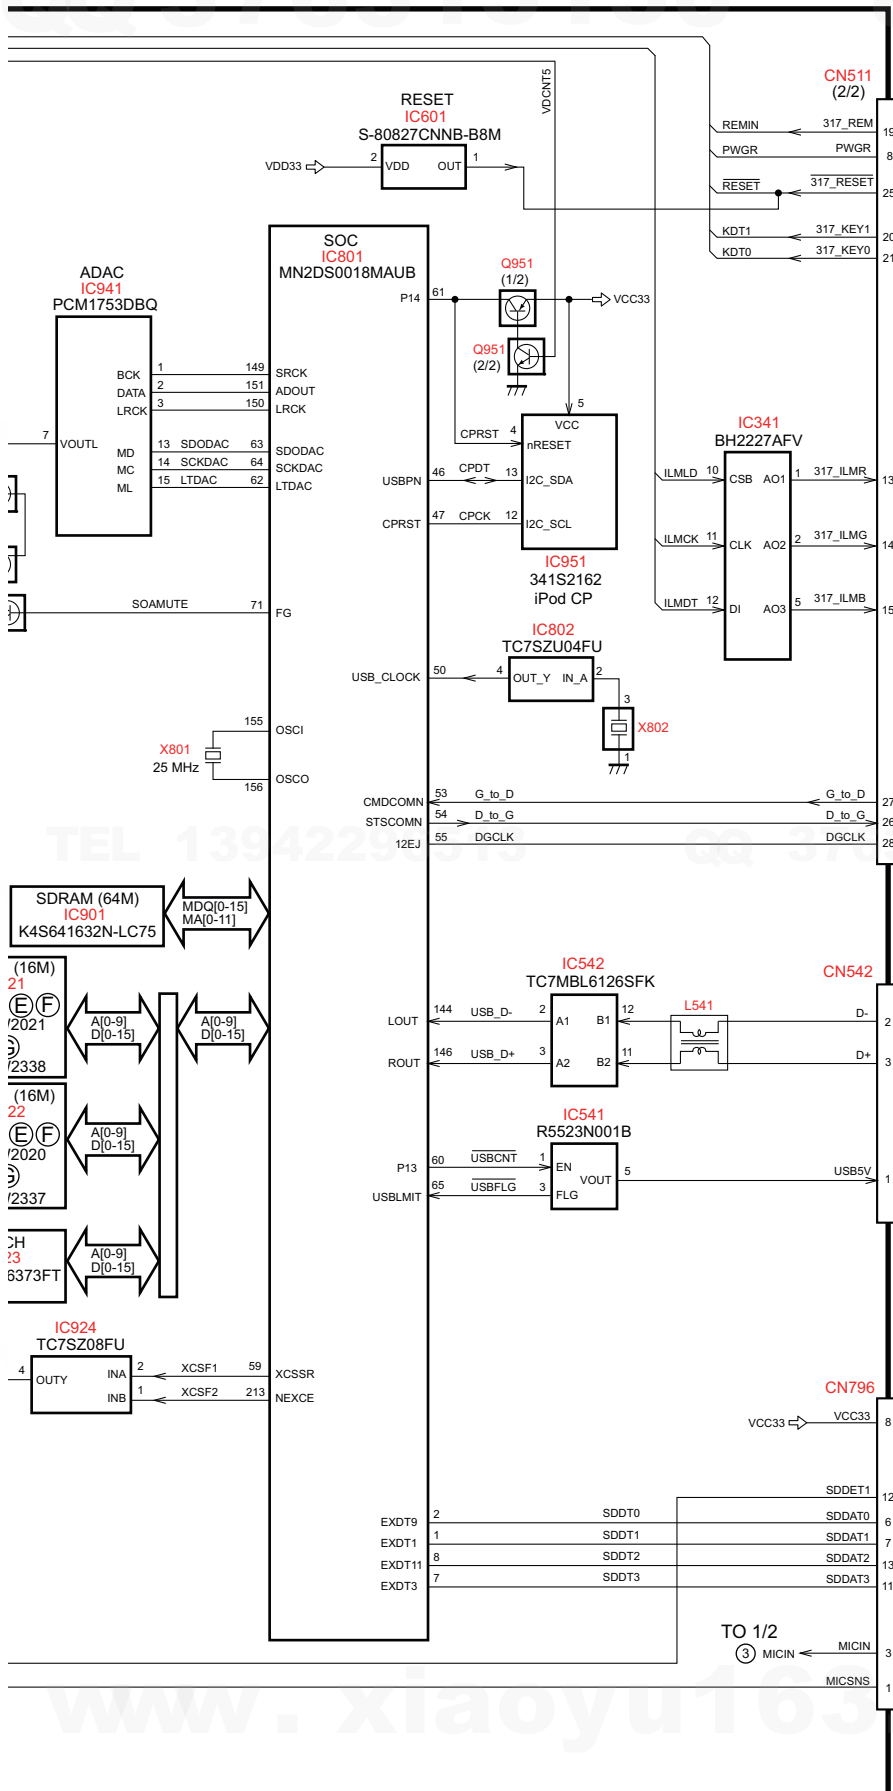 CN511
(2/2)
VDCNT5
RESET
IC601
S-80827CNNB-B8M
VDD33
2
VDD
OUT
1
REMIN
317_REM
19
PWGR
PWGR
8
RESET
317_RESET
25
KDT1
317_KEY1
20
KDT0
317_KEY0
21
SOC
IC801
MN2DS0018MAUB
ADAC
IC941
PCM1753DBQ
P14
61
Q951
(1/2)
VCC33
Q951
(2/2)
BCK
1
149
SRCK
DATA
2
151
ADOUT
LRCK
3
150
LRCK
7
VOUTL
MD
13
SDODAC
63
SDODAC
MC
14
SCKDAC
64
SCKDAC
ML
15
LTDAC
62
LTDAC
5
VCC
CPRST
4
nRESET
USBPN
46
CPDT
13
I2C_SDA
CPRST
47
CPCK
12
I2C_SCL
IC951
341S2162
iPod CP
IC341
BH2227AFV
ILMLD
10
CSB
AO1
1
317_ILMR
13
ILMCK
11
CLK
AO2
2
317_ILMG
14
ILMDT
12
DI
AO3
5
317_ILMB
15
SOAMUTE
71
FG
IC802
TC7SZU04FU
USB_CLOCK
50
4
OUT_Y
IN_A
2
3
X802
1
155
OSCI
X801
25 MHz
OSCO
156
CMDCOMN
53
G_to_D
G_to_D
27
STSCOMN
54
D_to_G
D_to_G
26
12EJ
55
DGCLK
DGCLK
28
TEL 13942296513
SDRAM (64M)
IC901
K4S641632N-LC75
MDQ[0-15]
MA[0-11]
(16M)
21
E F
/2021
/2338
A[0-9]
D[0-15]
A[0-9]
D[0-15]
IC542
TC7MBL6126SFK
CN542
LOUT
144
USB_D-
2
A1
B1
12
L541
D-
2
ROUT
146
USB_D+
3
A2
B2
11
D+
3
(16M)
22
E F
/2020
/2337
A[0-9]
D[0-15]
IC541
R5523N001B
P13
60
USBCNT
1
EN
VOUT
5
USB5V
1
USBLMIT
65
USBFLG
3
FLG
CH
23
6373FT
A[0-9]
D[0-15]
IC924
TC7SZ08FU
4
OUTY
INA
2
XCSF1
59
XCSSR
INB
1
XCSF2
213
NEXCE
CN796
VCC33
VCC33
8
SDDET1
12
EXDT9
2
SDDT0
SDDAT0
6
EXDT1
1
SDDT1
SDDAT1
7
EXDT11
8
SDDT2
SDDAT2
13
EXDT3
7
SDDT3
SDDAT3
11
TO 1/2
3 MICIN
MICIN
3
MICSNS
1
www.xiaoyu163